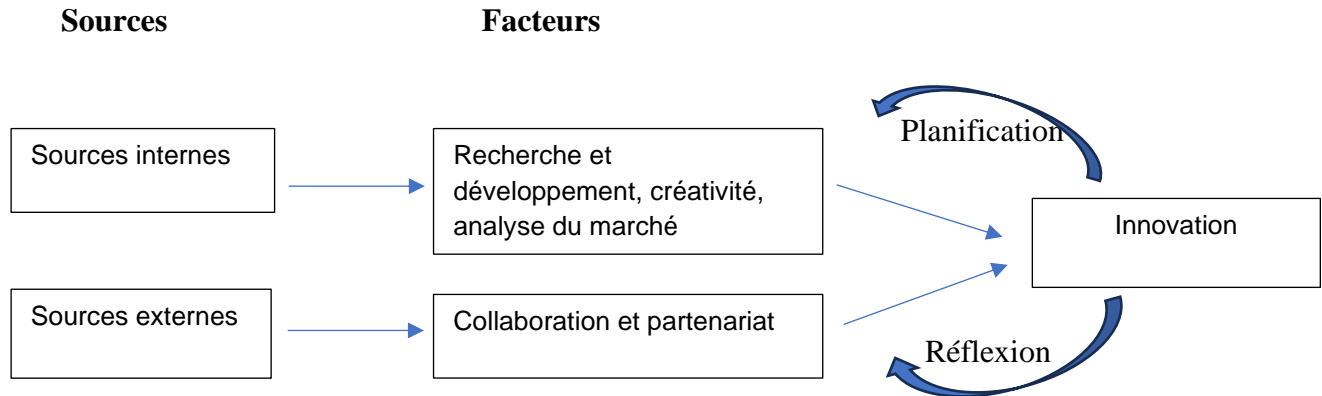 Sources
Facteurs
Planification
Sources internes
Recherche et
développement, créativité,
analyse du marché
Innovation
Sources externes
Collaboration et partenariat
Réflexion